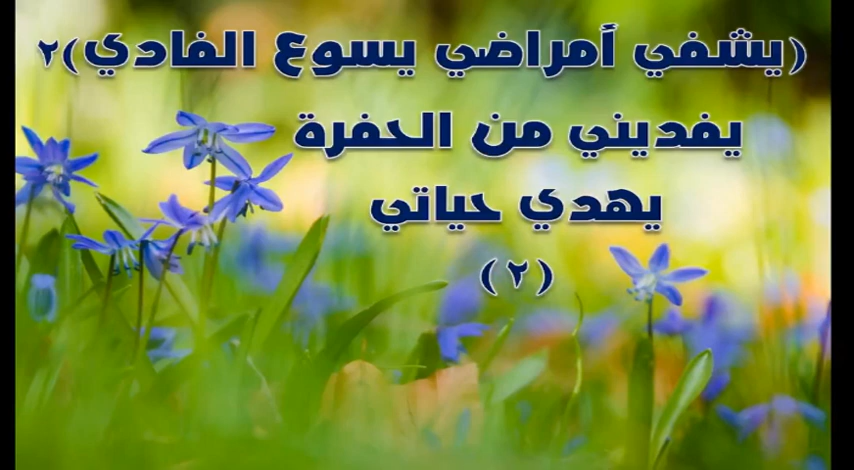 (يشفي أمراضي يسوع الفادي)٢
يفديني من الحفرة
يهدي حياتي
(٢)